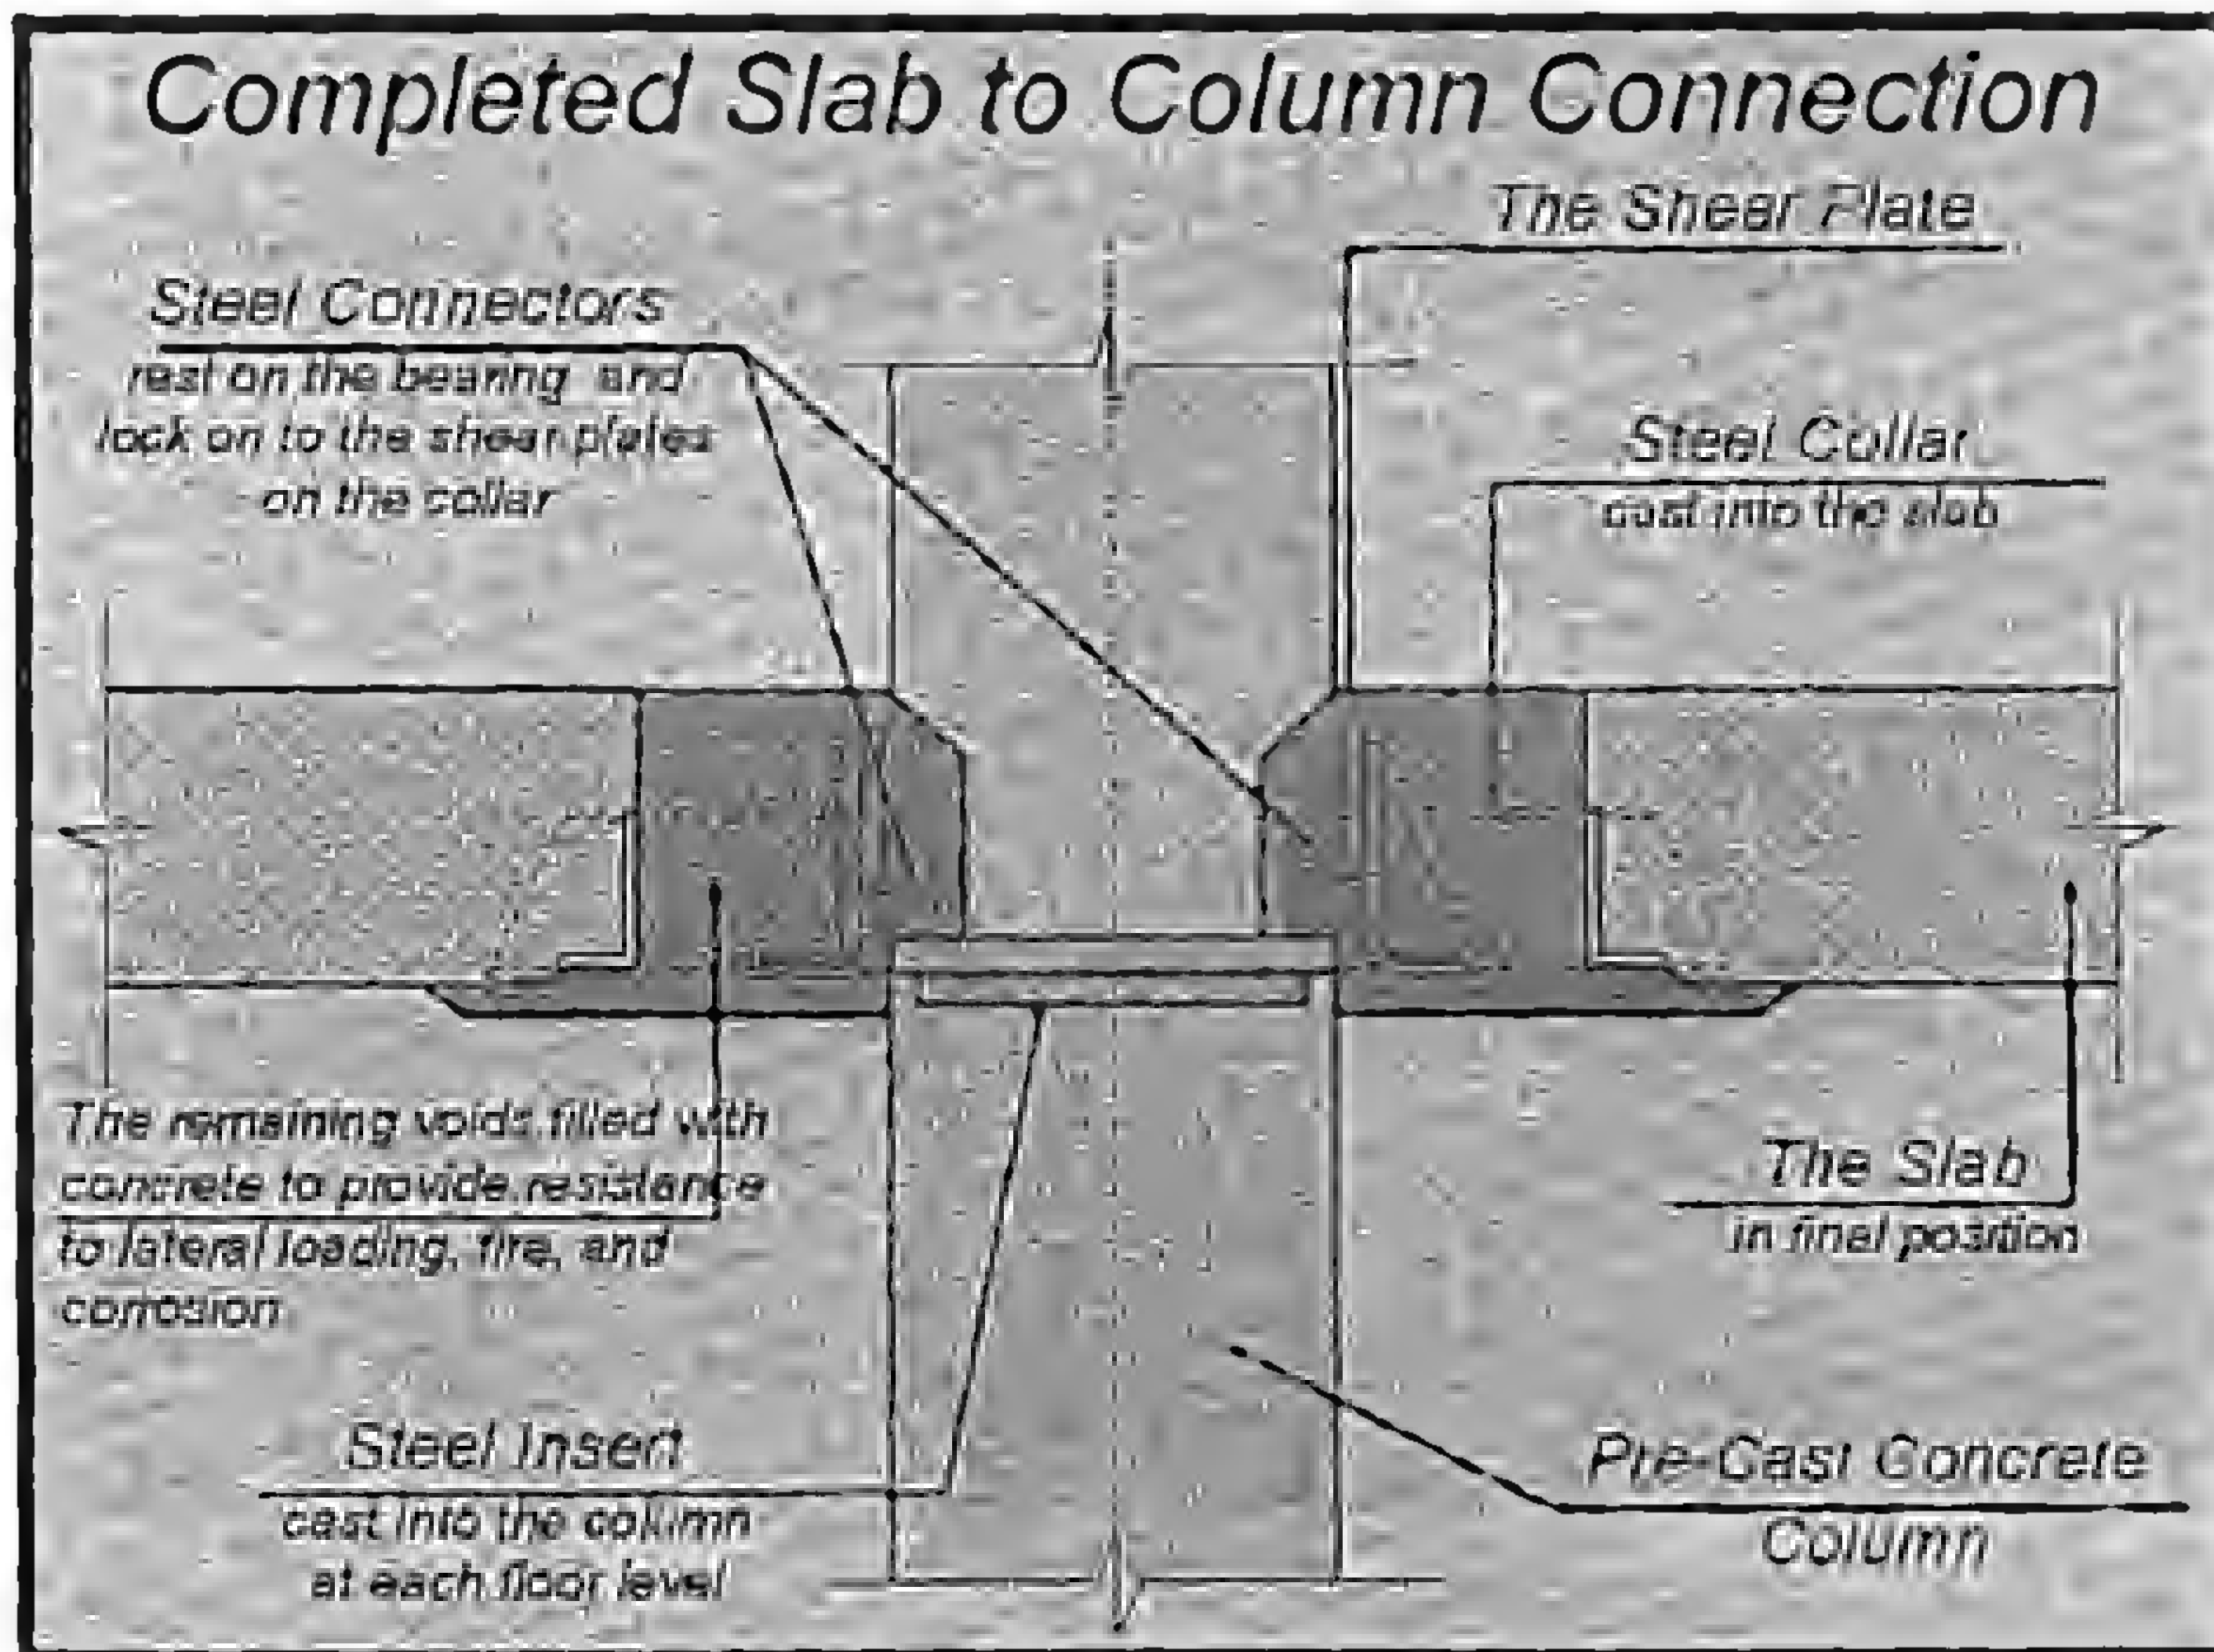 Completed Slab to Column Connection
The Shear Plate
Steel Connectors
rest on the bearing and
lock on to the shear plates
on the collar
Steel Collar
cast into the slab
The remaining voids filled with
concrete to provide resistance
to lateral loading, fire, and
corrosion
The Slab
in final position
Steel Insert
cast into the column
at each floor level
Pre-Cast Concrete
Column